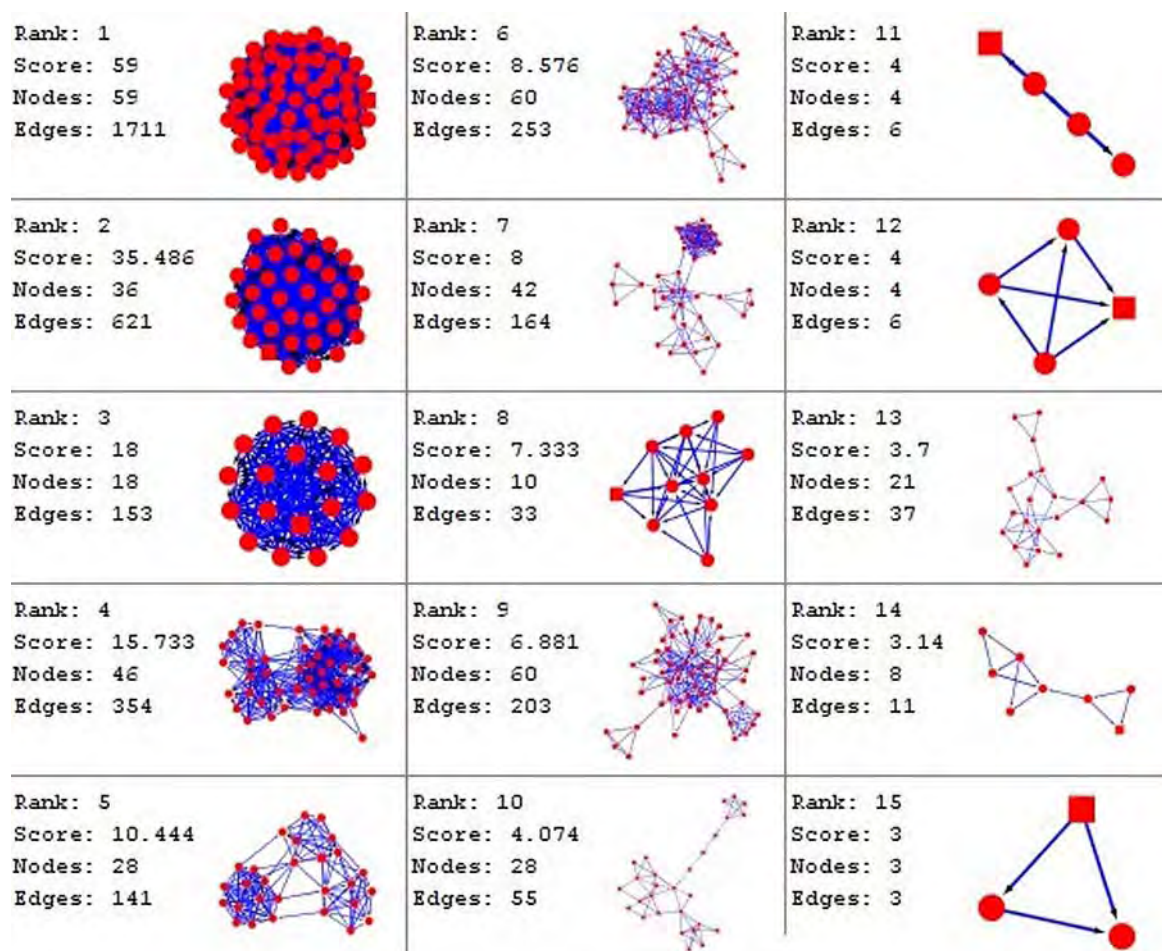 Rank: 1
Score: 59
Nodes: 59
Edges: 1711
Rank: 2
Score: 35.486
Nodes: 36
Edges: 621
Rank: 3
Score: 18
Nodes: 18
Edges: 153
Rank: 4
Score: 15.733
Nodes: 46
Edges: 354
Rank: 5
Score: 10.444
Nodes: 28
Edges: 141
Rank: 6
Score: 8.576
Nodes: 60
Edges: 253
Rank: 7
Score: 8
Nodes: 42
Edges: 164
Rank: 8
Score: 7.333
Nodes: 10
Edges: 33
Rank: 9
Score: 6.881
Nodes: 60
Edges: 203
Rank: 10
Score: 4.074
Nodes: 28
Edges: 55
Rank: 11
Score: 4
Nodes: 4
Edges: 6
Rank: 12
Score: 4
Nodes: 4
Edges: 6
Rank: 13
Score: 3.7
Nodes: 21
Edges: 37
Rank: 14
Score: 3.14
Nodes: 8
Edges: 11
Rank: 15
Score: 3
Nodes: 3
Edges: 3